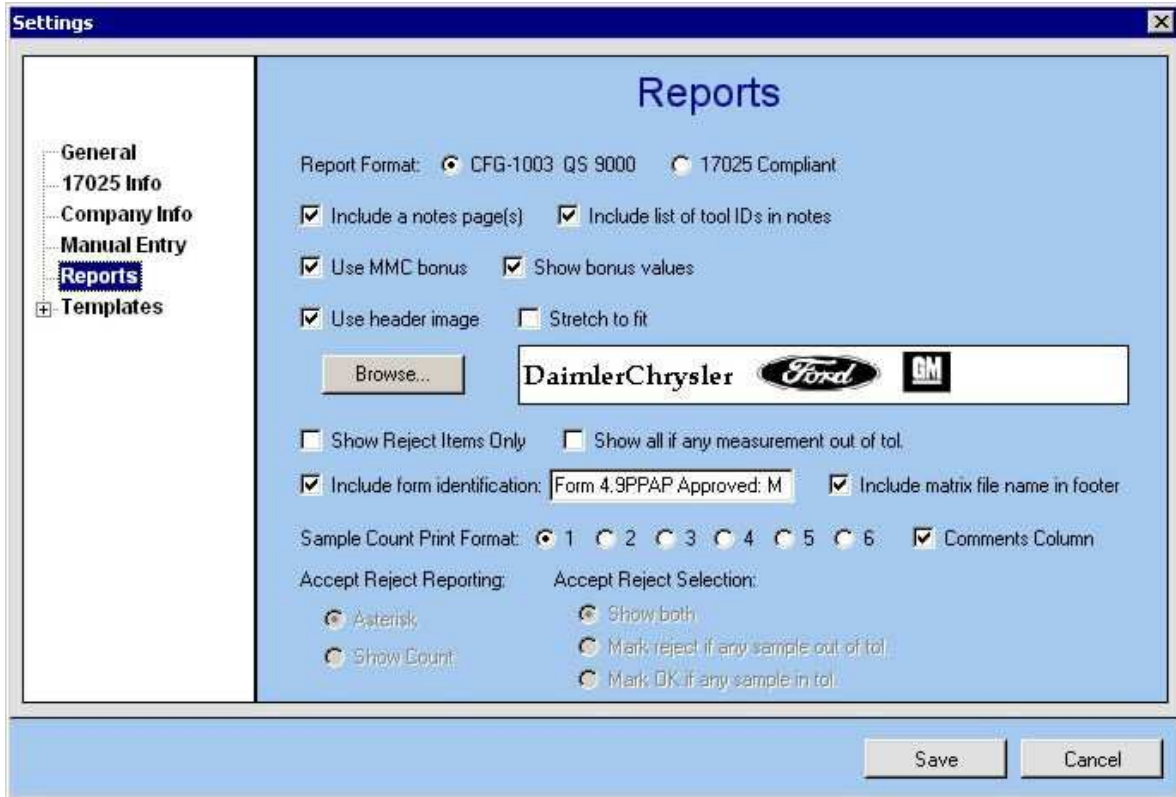 Settings
General
17025 Info
Company Info
Manual Entry
Reports
Templates
Reports
Report Format: CFG-1003 QS 9000 17025 Compliant
Include a notes page(s) Include list of tool IDs in notes
Use MMC bonus Show bonus values
Use header image Stretch to fit
Browse... DaimlerChrysler Ford GM
Show Reject Items Only Show all if any measurement out of tol.
Include form identification: Form 4.9PPAP Approved: M Include matrix file name in footer
Sample Count Print Format: 1 2 3 4 5 6 Comments Column
Accept Reject Reporting: Accept Reject Selection:
Asterisk Show both
Show Count Mark reject if any sample out of tol.
Mark OK if any sample in tol.
Save Cancel